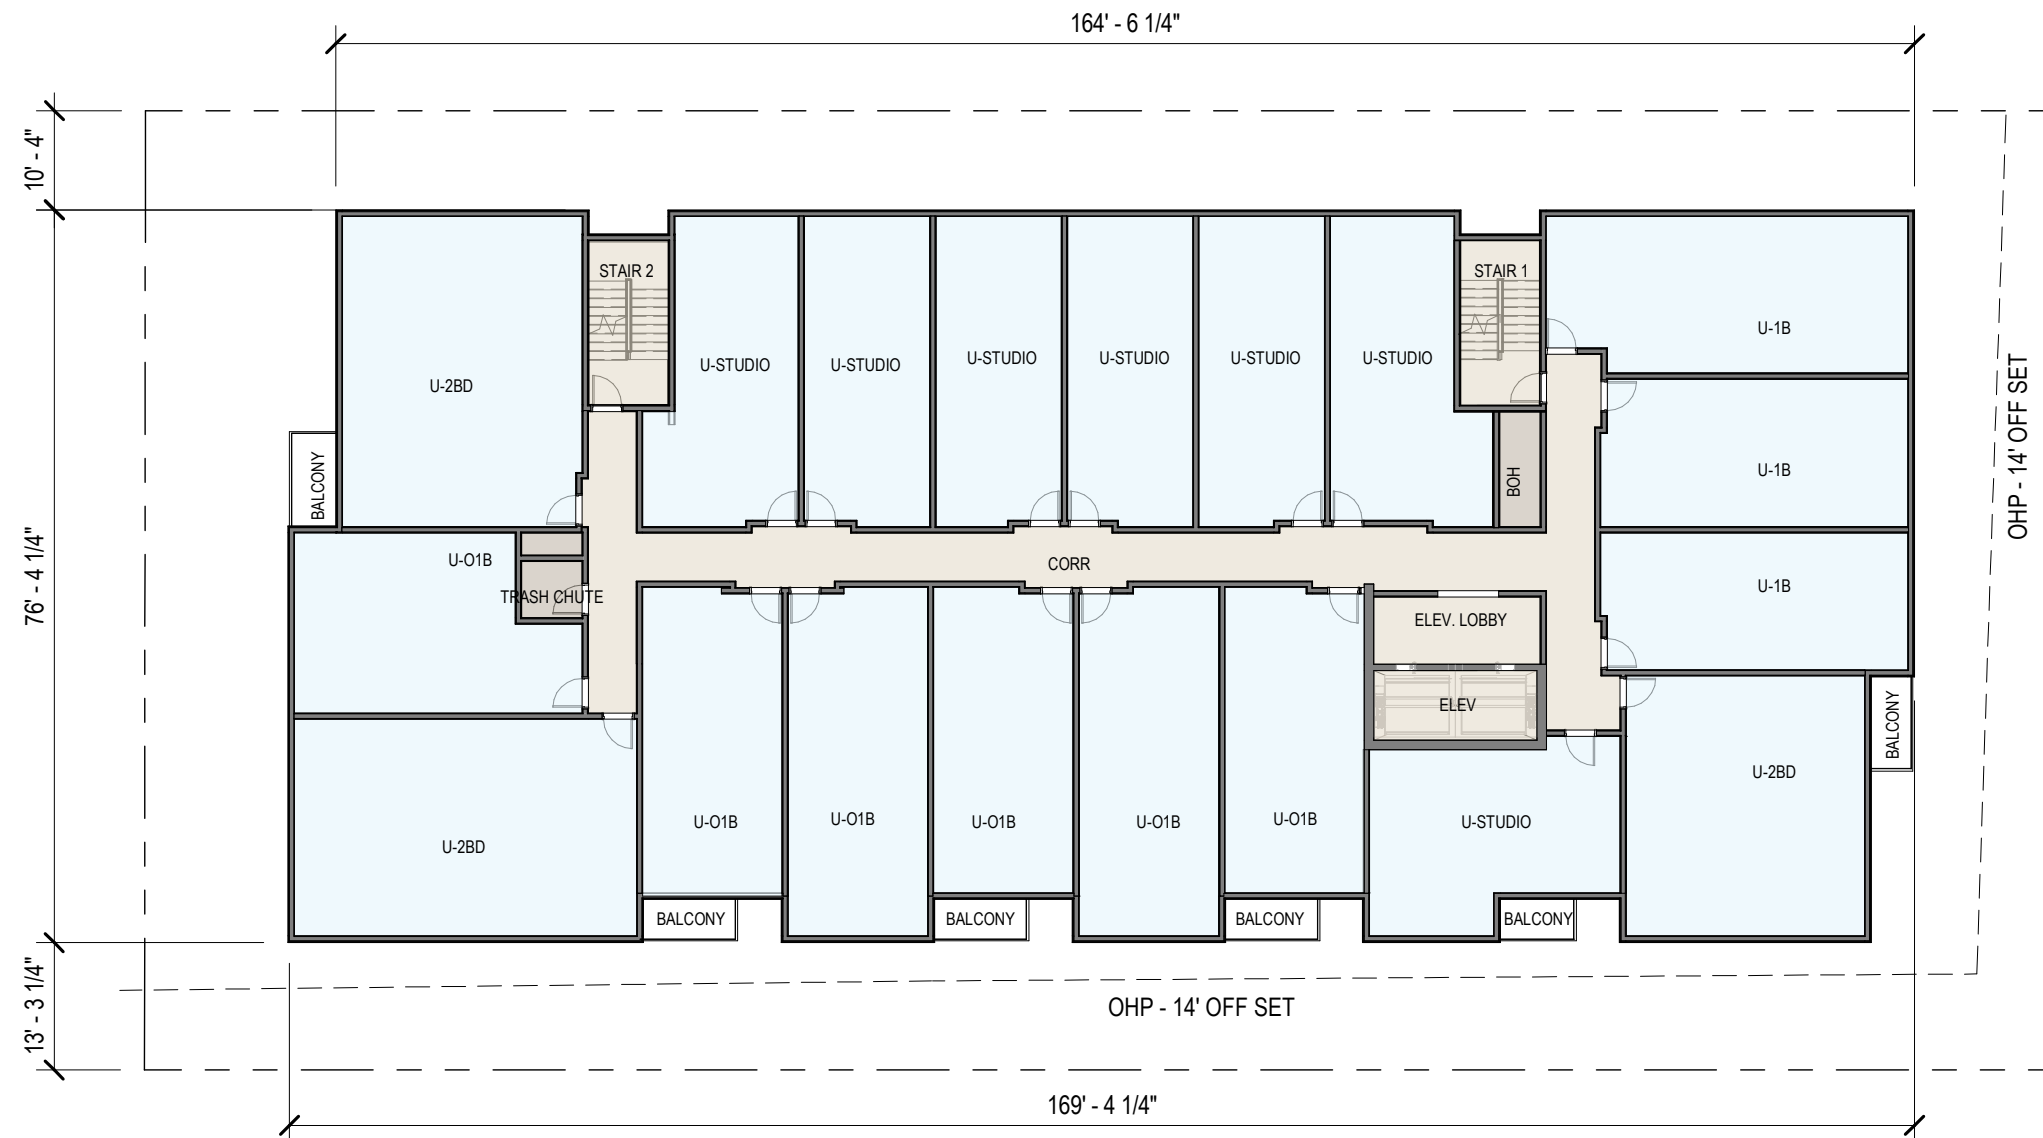 164' - 6 1/4"
10' - 4"
STAIR 2
STAIR 1
U-1B
U-STUDIO
U-STUDIO
U-STUDIO
U-STUDIO
U-STUDIO
U-STUDIO
U-2BD
OHP - 14' OFF SET
U-1B
BALCONY
BOH
76' - 4 1/4"
U-O1B
CORR
TRASH CHUTE
U-1B
ELEV. LOBBY
ELEV
BALCONY
U-2BD
U-2BD
U-O1B
U-O1B
U-O1B
U-O1B
U-O1B
U-STUDIO
BALCONY
BALCONY
BALCONY
BALCONY
13' - 3 1/4"
OHP - 14' OFF SET
169' - 4 1/4"